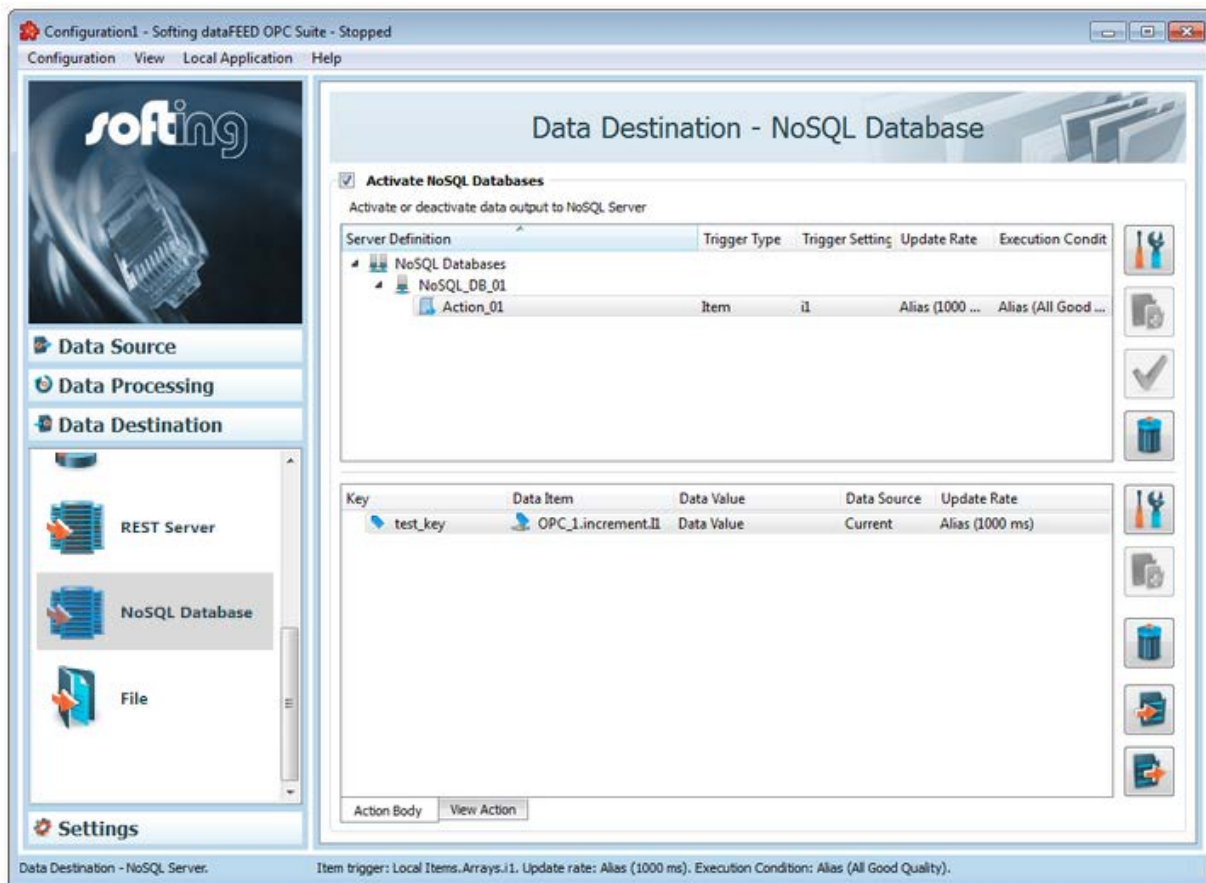 Configuration1 - Softing dataFEED OPC Suite - Stopped
Configuration View Local Application Help
softing
Data Destination - NoSQL Database
Activate NoSQL Databases
Activate or deactivate data output to NoSQL Server
Server Definition Trigger Type Trigger Setting Update Rate Execution Condit
NoSQL Databases
NoSQL_DB_01
Action_01 Item i1 Alias (1000 ... Alias (All Good ...
Data Source
Data Processing
Data Destination
REST Server
NoSQL Database
File
Settings
Key Data Item Data Value Data Source Update Rate
test_key OPC_1.increment.I1 Data Value Current Alias (1000 ms)
Action Body View Action
Data Destination - NoSQL Server. Item trigger: Local Items.Arrays.i1. Update rate: Alias (1000 ms). Execution Condition: Alias (All Good Quality).